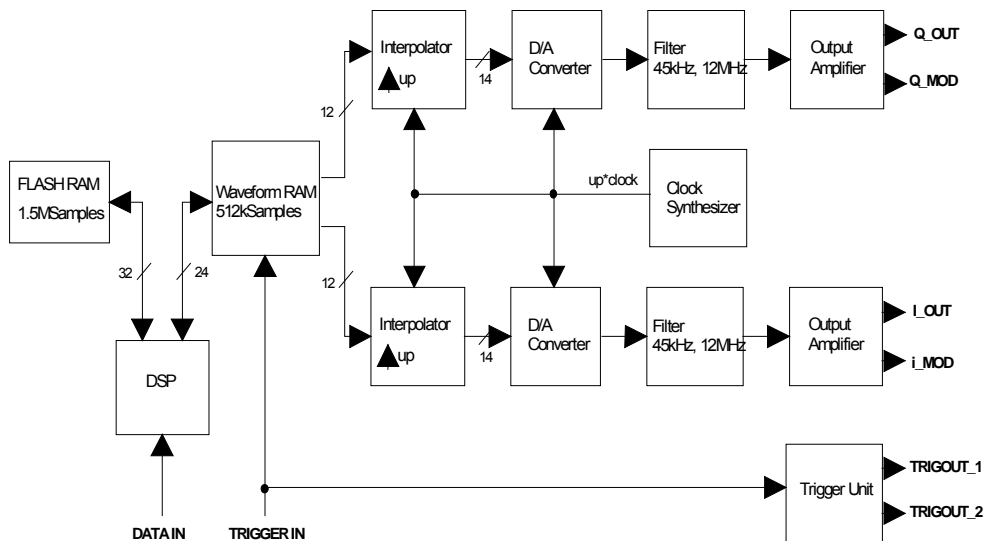 Interpolator
up
14
D/A
Converter
Filter
45kHz, 12MHz
Output
Amplifier
Q_OUT
Q_MOD
12
FLASH RAM
1.5MSamples
Waveform RAM
512kSamples
up*clock
Clock
Synthesizer
32
24
12
Interpolator
up
14
D/A
Converter
Filter
45kHz, 12MHz
Output
Amplifier
I_OUT
i_MOD
DSP
Trigger Unit
TRIGOUT_1
TRIGOUT_2
DATA IN
TRIGGER IN